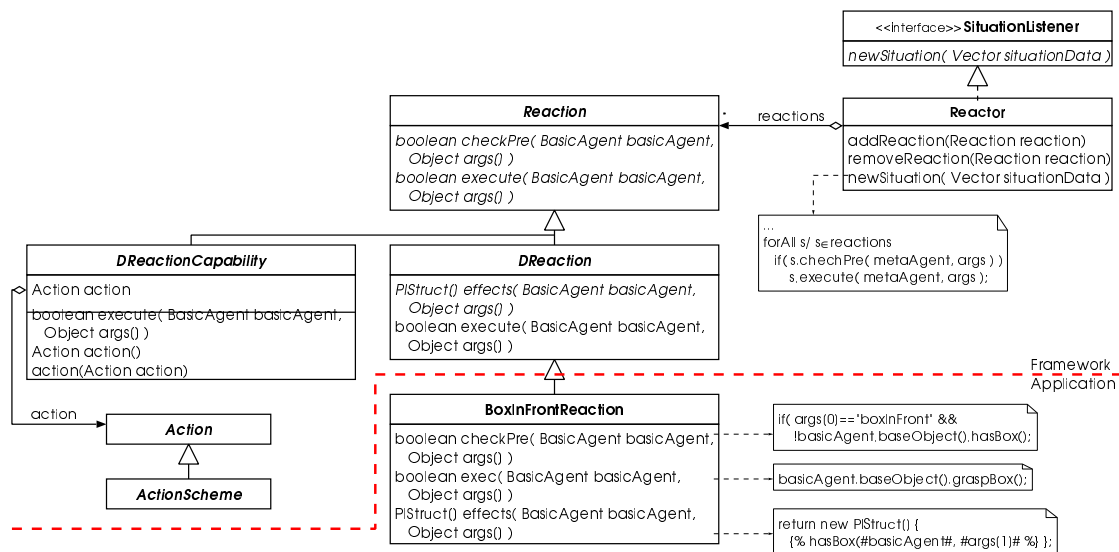 <<interface>> SituationListener
newSituation( Vector situationData )
Reaction
boolean checkPre( BasicAgent basicAgent,
Object args() )
boolean execute( BasicAgent basicAgent,
Object args() )
*
reactions
Reactor
addReaction(Reaction reaction)
removeReaction(Reaction reaction)
newSituation( Vector situationData )
...
forAll s/ s∈reactions
if( s.chechPre( metaAgent, args ) )
s.execute( metaAgent, args );
DReactionCapability
Action action
boolean execute( BasicAgent basicAgent,
Object args() )
Action action()
action(Action action)
DReaction
PlStruct() effects( BasicAgent basicAgent,
Object args() )
boolean execute( BasicAgent basicAgent,
Object args() )
Framework
Application
action
Action
ActionScheme
BoxInFrontReaction
boolean checkPre( BasicAgent basicAgent,
Object args() )
boolean exec( BasicAgent basicAgent,
Object args() )
PlStruct() effects( BasicAgent basicAgent,
Object args() )
if( args(0)=="boxInFront" &&
!basicAgent.baseObject().hasBox();
basicAgent.baseObject().graspBox();
return new PlStruct() {
{% hasBox(#basicAgent#, #args(1)# %} };